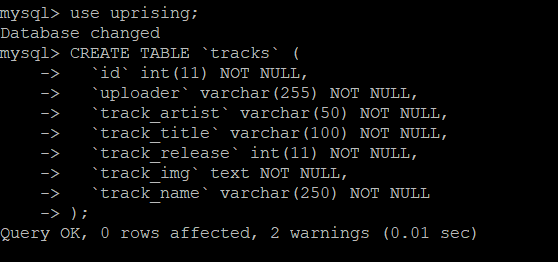 mysql> use uprising;
Database changed
mysql> CREATE TABLE `tracks` (
    ->   `id` int(11) NOT NULL,
    ->   `uploader` varchar(255) NOT NULL,
    ->   `track_artist` varchar(50) NOT NULL,
    ->   `track_title` varchar(100) NOT NULL,
    ->   `track_release` int(11) NOT NULL,
    ->   `track_img` text NOT NULL,
    ->   `track_name` varchar(250) NOT NULL
    -> );
Query OK, 0 rows affected, 2 warnings (0.01 sec)